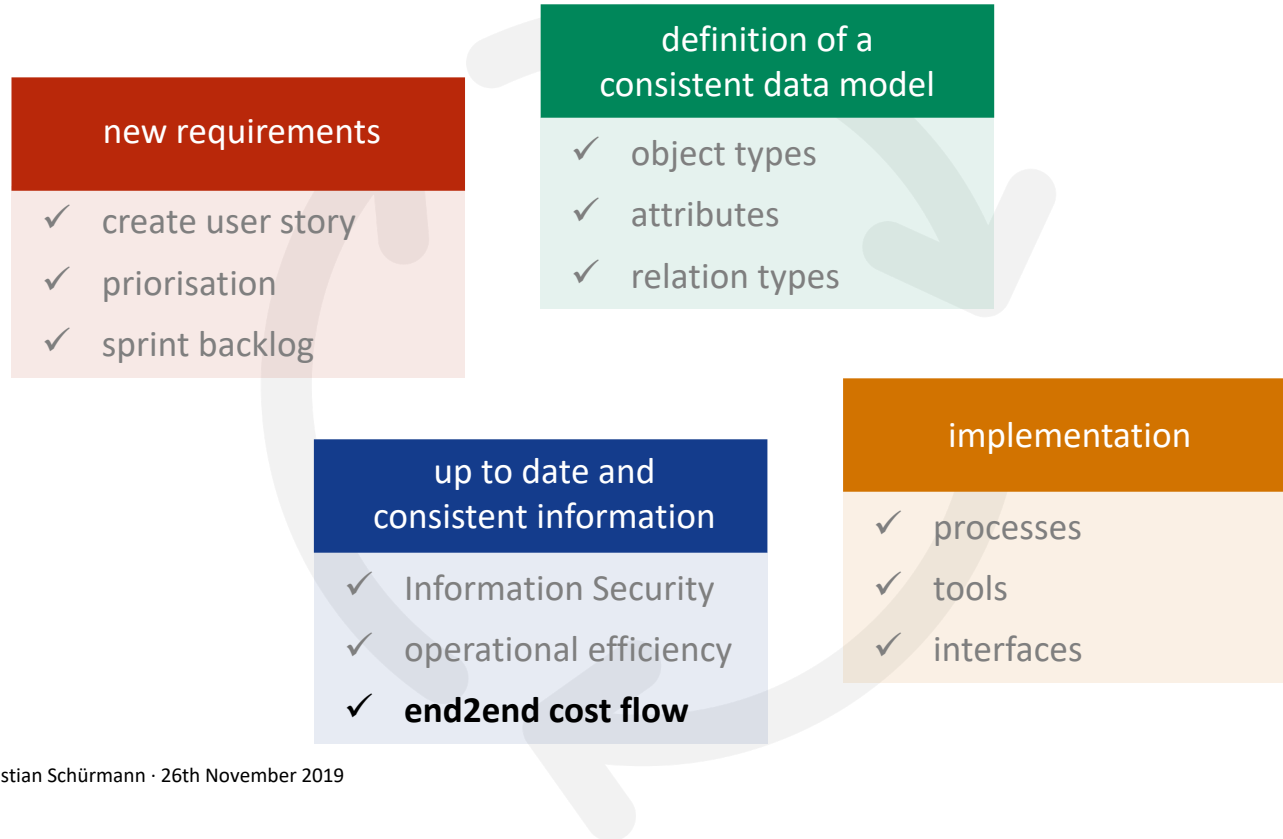 new requirements
✓ create user story
✓ priorisation
✓ sprint backlog
definition of a
consistent data model
✓ object types
✓ attributes
✓ relation types
implementation
✓ processes
✓ tools
✓ interfaces
up to date and
consistent information
✓ Information Security
✓ operational efficiency
✓ end2end cost flow
stian Schürmann · 26th November 2019